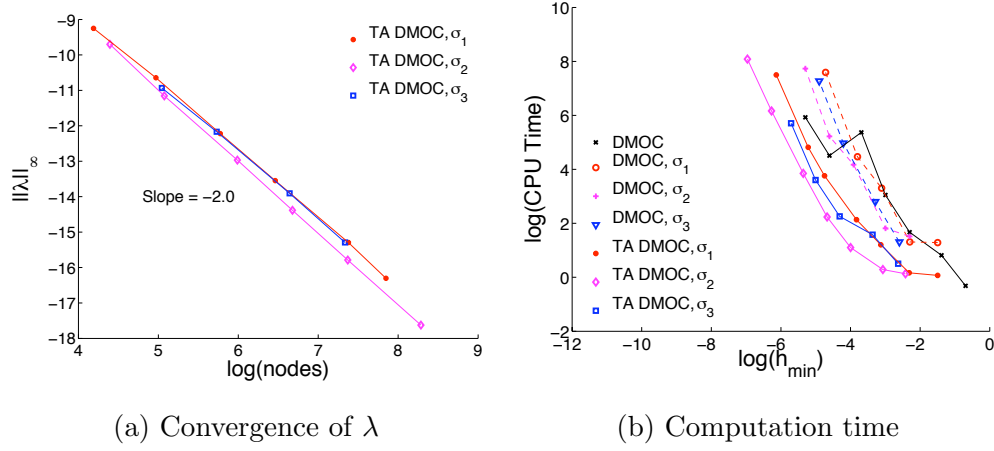 −9
−10
−11
−12
−13
−14
−15
−16
−17
−18
||λ||∞
4
5
6
7
8
9
log(nodes)
TA DMOC, σ1
TA DMOC, σ2
TA DMOC, σ3
Slope = −2.0
(a) Convergence of λ
10
8
6
4
2
0
−2
log(CPU Time)
−12
−10
−8
−6
−4
−2
0
log(hmin)
DMOC
DMOC, σ1
DMOC, σ2
DMOC, σ3
TA DMOC, σ1
TA DMOC, σ2
TA DMOC, σ3
(b) Computation time